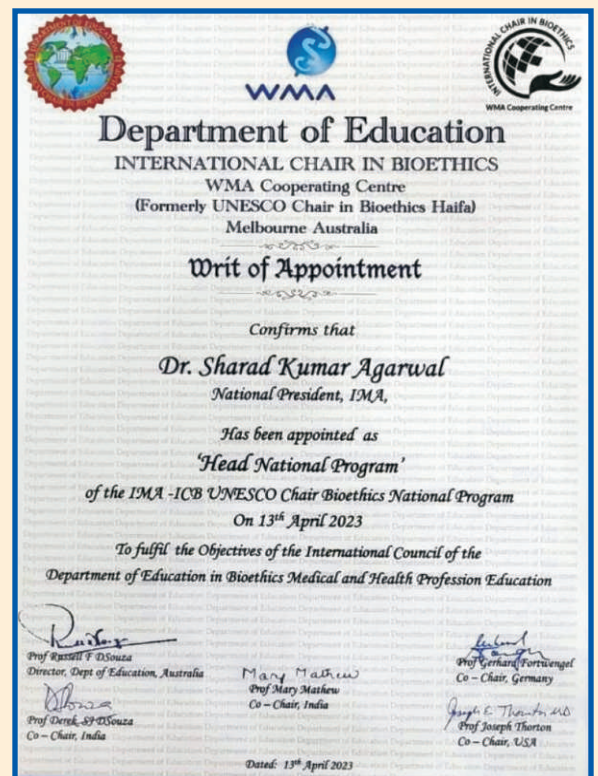 WMA
INTERNATIONAL CHAIR IN BIOETHICS
WMA Cooperating Centre
Department of Education
INTERNATIONAL CHAIR IN BIOETHICS
WMA Cooperating Centre
(Formerly UNESCO Chair in Bioethics Haifa)
Melbourne Australia
Writ of Appointment
Confirms that
Dr. Sharad Kumar Agarwal
National President, IMA,
Has been appointed as
'Head National Program'
of the IMA -ICB UNESCO Chair Bioethics National Program
On 13th April 2023
To fulfil the Objectives of the International Council of the
Department of Education in Bioethics Medical and Health Profession Education
Prof Russell F DSouza
Director, Dept of Education, Australia
Prof Gerhard Fortwengel
Co – Chair, Germany
Mary Mathew
Prof Mary Mathew
Co – Chair, India
Prof Derek SJ DSouza
Co – Chair, India
Joseph E. Thornton MD
Prof Joseph Thorton
Co – Chair, USA
Dated: 13th April 2023